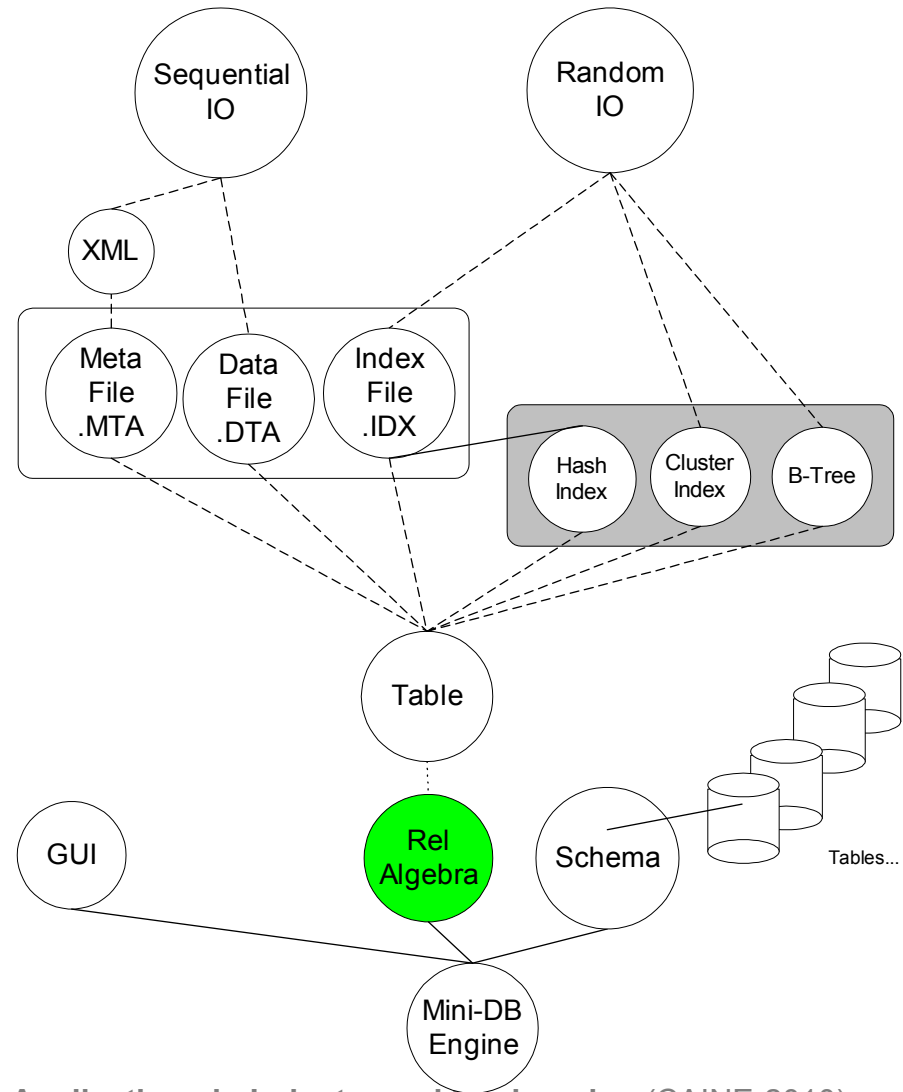 Sequential
IO
Random
IO
XML
Meta
File
.MTA
Data
File
.DTA
Index
File
.IDX
Hash
Index
Cluster
Index
B-Tree
Table
GUI
Rel
Algebra
Schema
Tables...
Mini-DB
Engine